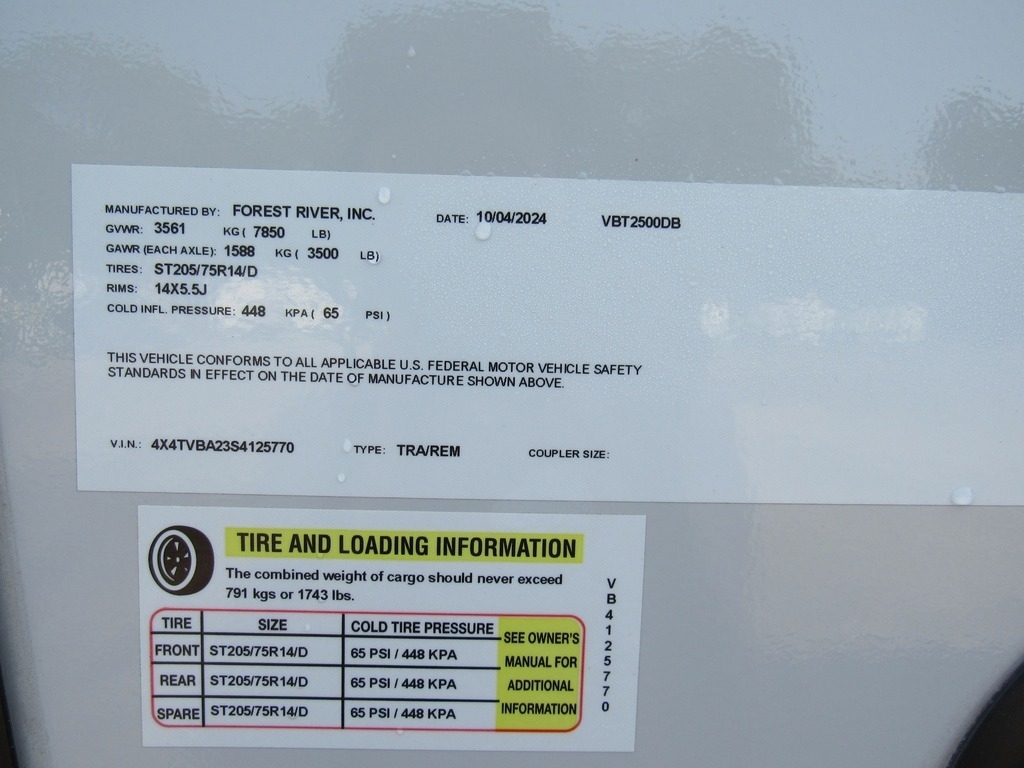 MANUFACTURED BY: FOREST RIVER, INC. DATE: 10/04/2024 VBT2500DB
GVWR: 3561 KG ( 7850 LB)
GAWR (EACH AXLE): 1588 KG ( 3500 LB)
TIRES: ST205/75R14/D
RIMS: 14X5.5J
COLD INFL. PRESSURE: 448 KPA ( 65 PSI )
THIS VEHICLE CONFORMS TO ALL APPLICABLE U.S. FEDERAL MOTOR VEHICLE SAFETY
STANDARDS IN EFFECT ON THE DATE OF MANUFACTURE SHOWN ABOVE.
V.I.N.: 4X4TVBA23S4125770 TYPE: TRA/REM COUPLER SIZE:
TIRE AND LOADING INFORMATION
The combined weight of cargo should never exceed
791 kgs or 1743 lbs.
TIRE SIZE COLD TIRE PRESSURE
FRONT ST205/75R14/D 65 PSI / 448 KPA
REAR ST205/75R14/D 65 PSI / 448 KPA
SPARE ST205/75R14/D 65 PSI / 448 KPA
SEE OWNER'S
MANUAL FOR
ADDITIONAL
INFORMATION
VB4125770